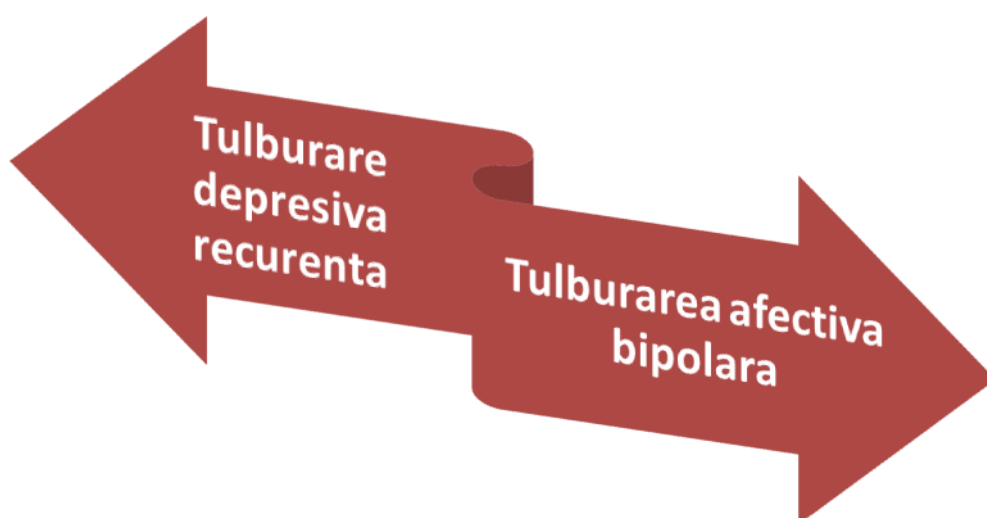 Tulburare
depresiva
recurenta
Tulburarea afectiva
bipolara